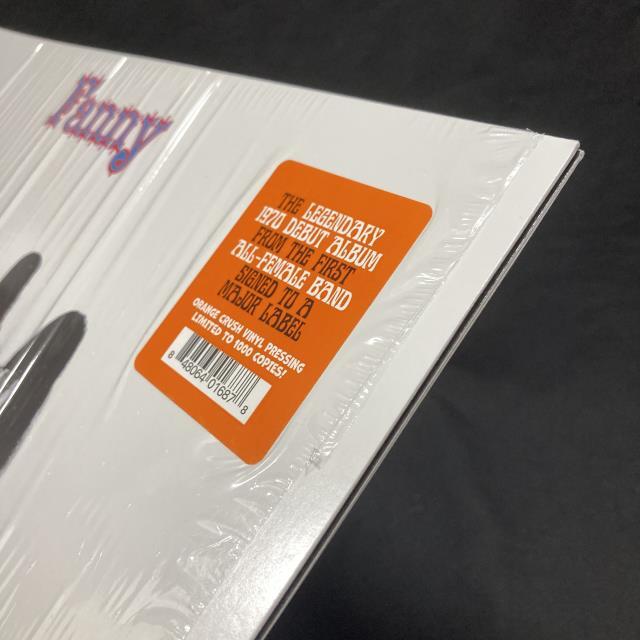 Fanny
THE LEGENDARY
1970 DEBUT ALBUM
FROM THE FIRST
ALL-FEMALE BAND
SIGNED TO A
MAJOR LABEL
ORANGE CRUSH VINYL PRESSING
LIMITED TO 1000 COPIES!
8 48064 01687 8